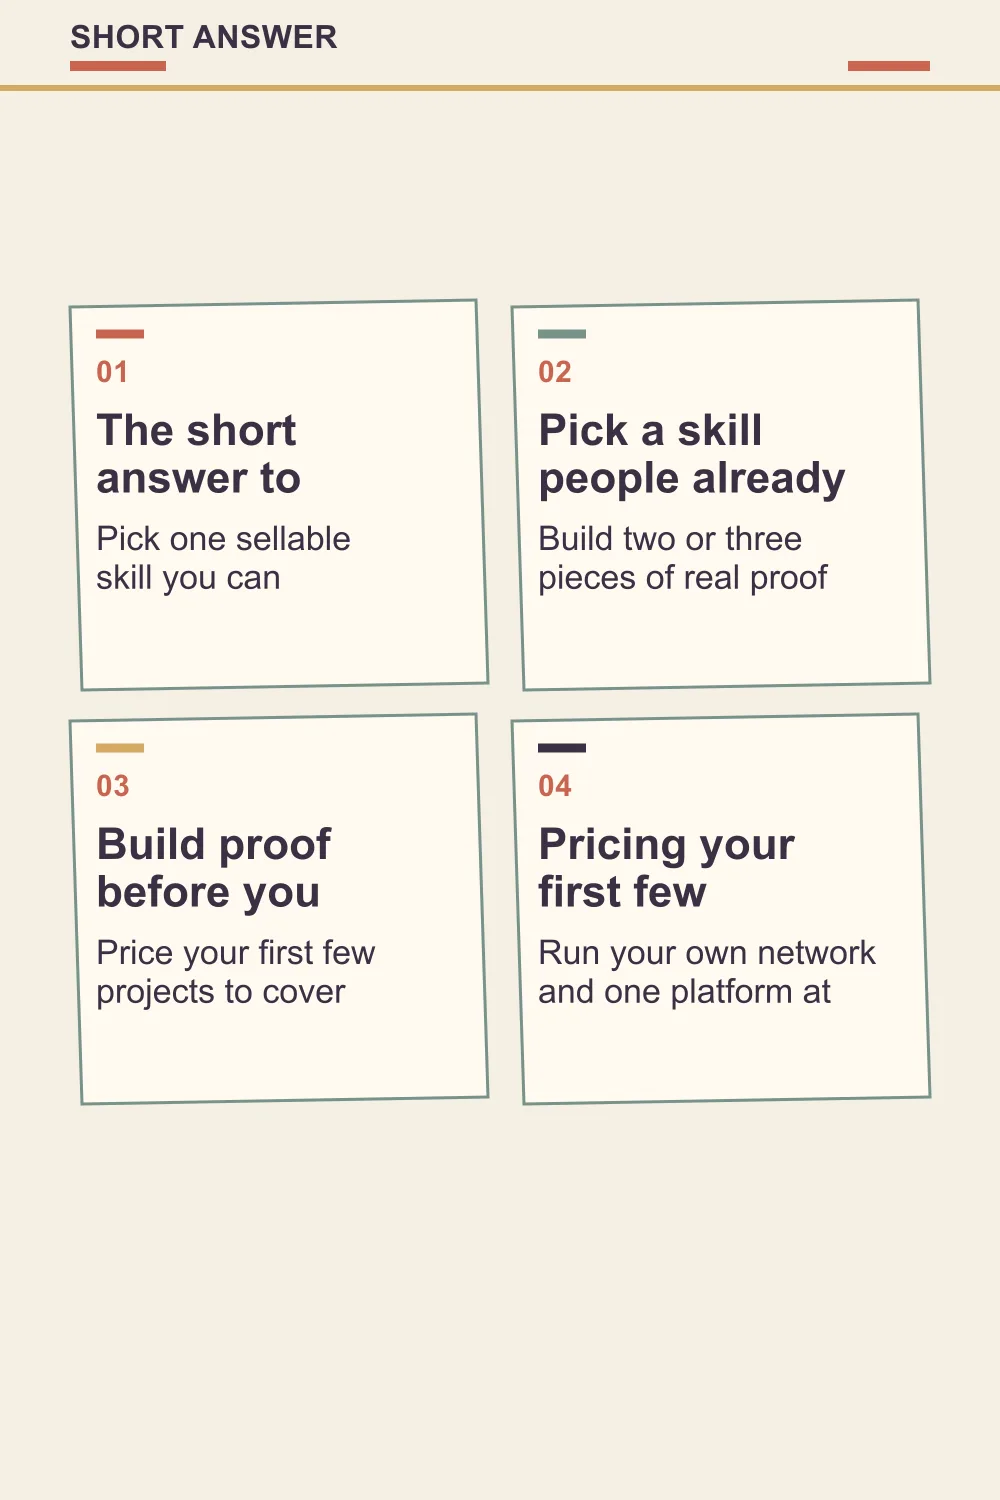 SHORT ANSWER
01
The short
answer to
Pick one sellable
skill you can
02
Pick a skill
people already
Build two or three
pieces of real proof
03
Build proof
before you
Price your first few
projects to cover
04
Pricing your
first few
Run your own network
and one platform at